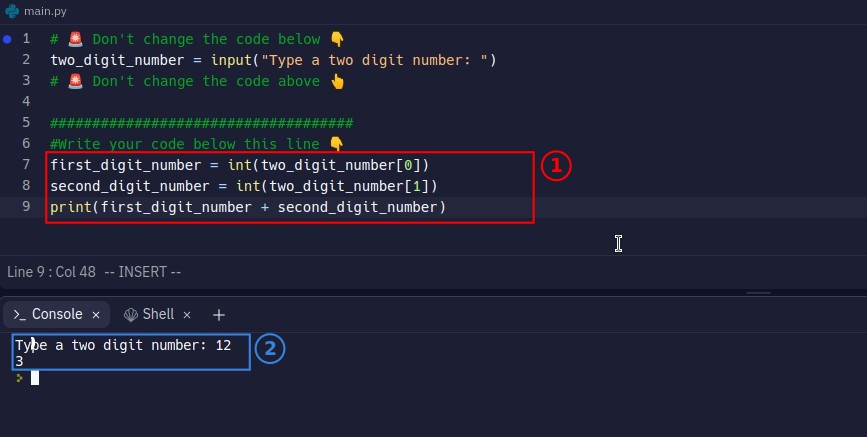 main.py
1 # 🚨 Don't change the code below 👇
2 two_digit_number = input("Type a two digit number: ")
3 # 🚨 Don't change the code above 👆
4
5 ####################################
6 #Write your code below this line 👇
7 first_digit_number = int(two_digit_number[0])
8 second_digit_number = int(two_digit_number[1])
9 print(first_digit_number + second_digit_number)
1
Line 9 : Col 48 -- INSERT --
>_ Console × Shell × +
Type a two digit number: 12
3
2
>